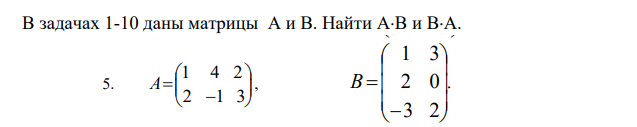 В задачах 1-10 даны матрицы А и В. Найти А·В и В·А.
5. A=(1 4 2
2 −1 3),
B=(1 3
2 0
−3 2).